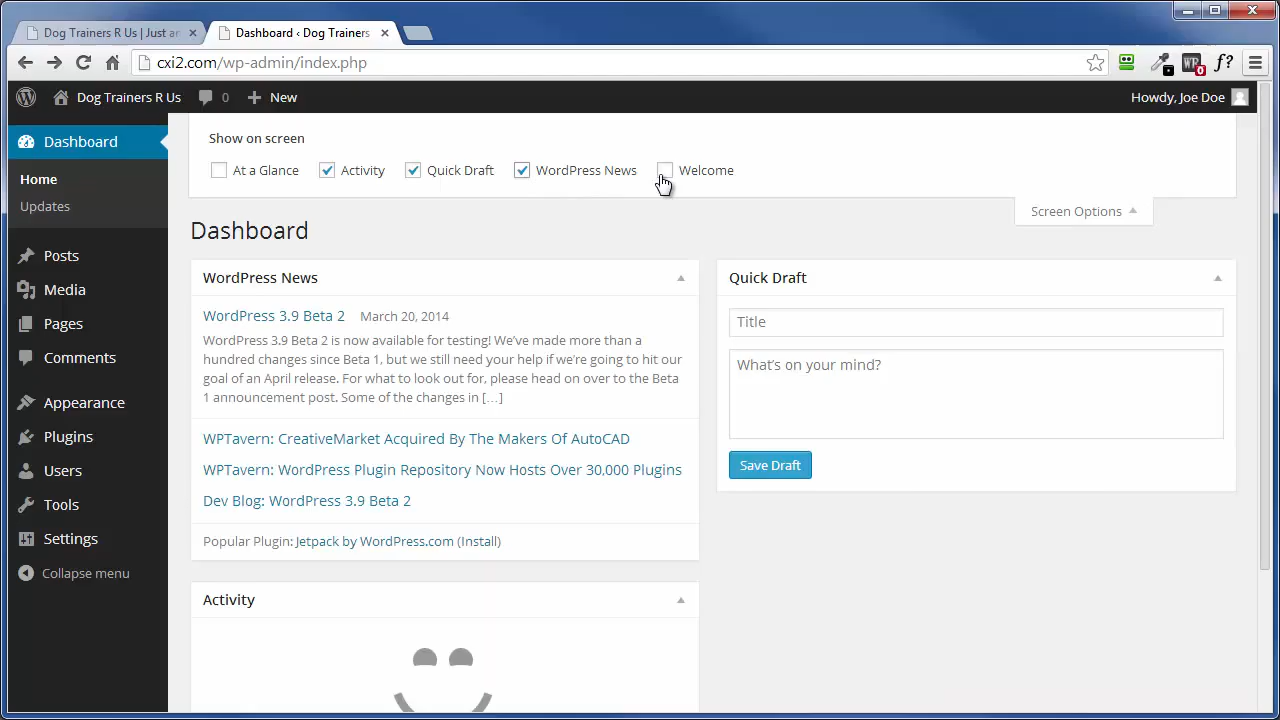 Dog Trainers R Us | Just an
Dashboard ‹ Dog Trainers
cxi2.com/wp-admin/index.php
WP
0
f?
Dog Trainers R Us
0
New
Howdy, Joe Doe
Dashboard
Home
Updates
Posts
Media
Pages
Comments
Appearance
Plugins
Users
Tools
Settings
Collapse menu
Show on screen
At a Glance
Activity
Quick Draft
WordPress News
Welcome
Screen Options
Dashboard
WordPress News
WordPress 3.9 Beta 2 March 20, 2014
WordPress 3.9 Beta 2 is now available for testing! We've made more than a
hundred changes since Beta 1, but we still need your help if we're going to hit our
goal of an April release. For what to look out for, please head on over to the Beta
1 announcement post. Some of the changes in […]
WPTavern: CreativeMarket Acquired By The Makers Of AutoCAD
WPTavern: WordPress Plugin Repository Now Hosts Over 30,000 Plugins
Dev Blog: WordPress 3.9 Beta 2
Popular Plugin: Jetpack by WordPress.com (Install)
Activity
Quick Draft
Title
What's on your mind?
Save Draft